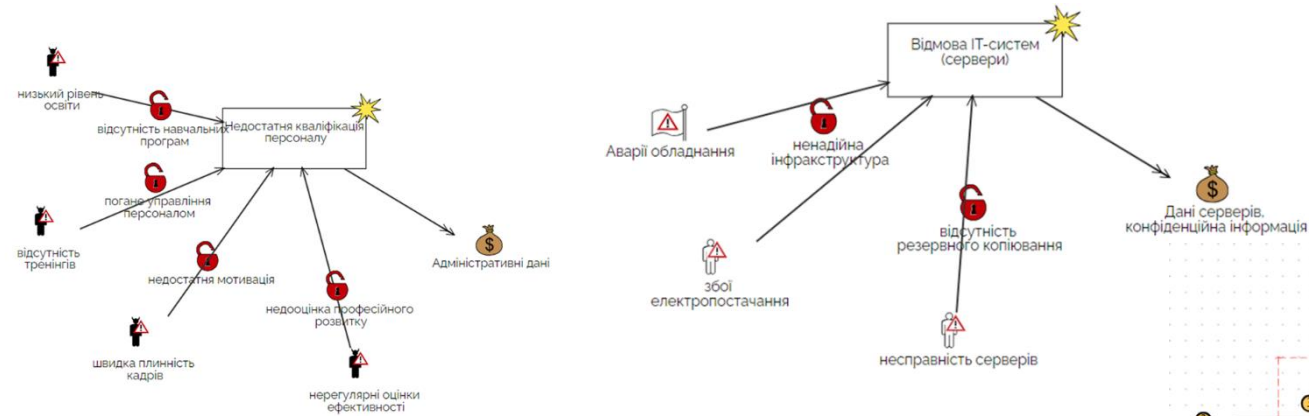 низький рівень
освіти
відсутність навчальних
програм
Недостатня кваліфікація
персоналу
погане управління
персоналом
відсутність
тренінгів
недостатня мотивація
Адміністративні дані
недооцінка професійного
розвитку
швидка плинність
кадрів
нерегулярні оцінки
ефективності
Відмова ІТ-систем
(сервери)
Аварії обладнання
ненадійна
інфракструктура
Дані серверів,
конфіденційна інформація
відсутність
резервного копіювання
збої
електропостачання
несправність серверів